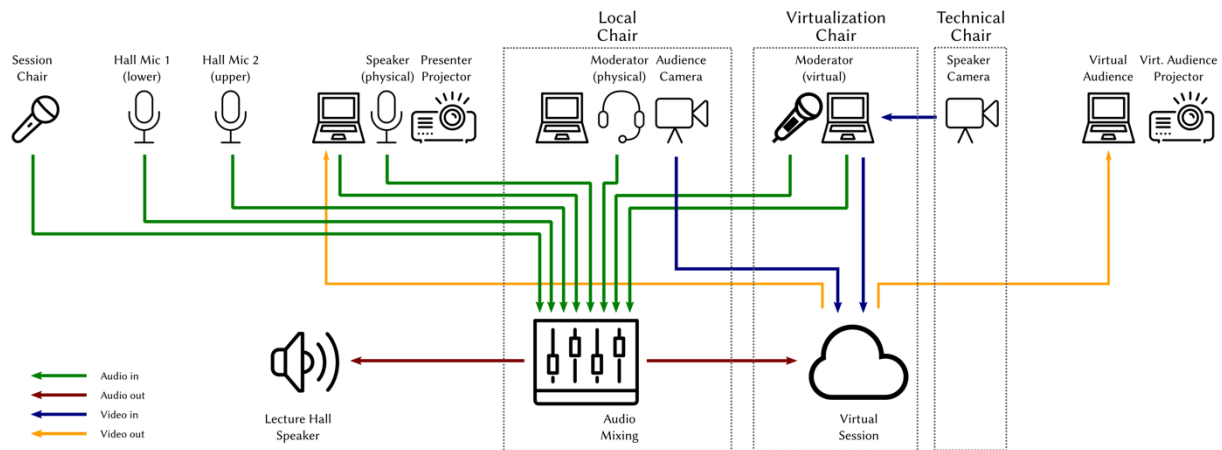 Local
Chair
Virtualization
Chair
Technical
Chair
Session
Chair
Hall Mic 1
(lower)
Hall Mic 2
(upper)
Speaker
(physical)
Presenter
Projector
Moderator
(physical)
Audience
Camera
Moderator
(virtual)
Speaker
Camera
Virtual
Audience
Virt. Audience
Projector
Audio in
Audio out
Video in
Video out
Lecture Hall
Speaker
Audio
Mixing
Virtual
Session